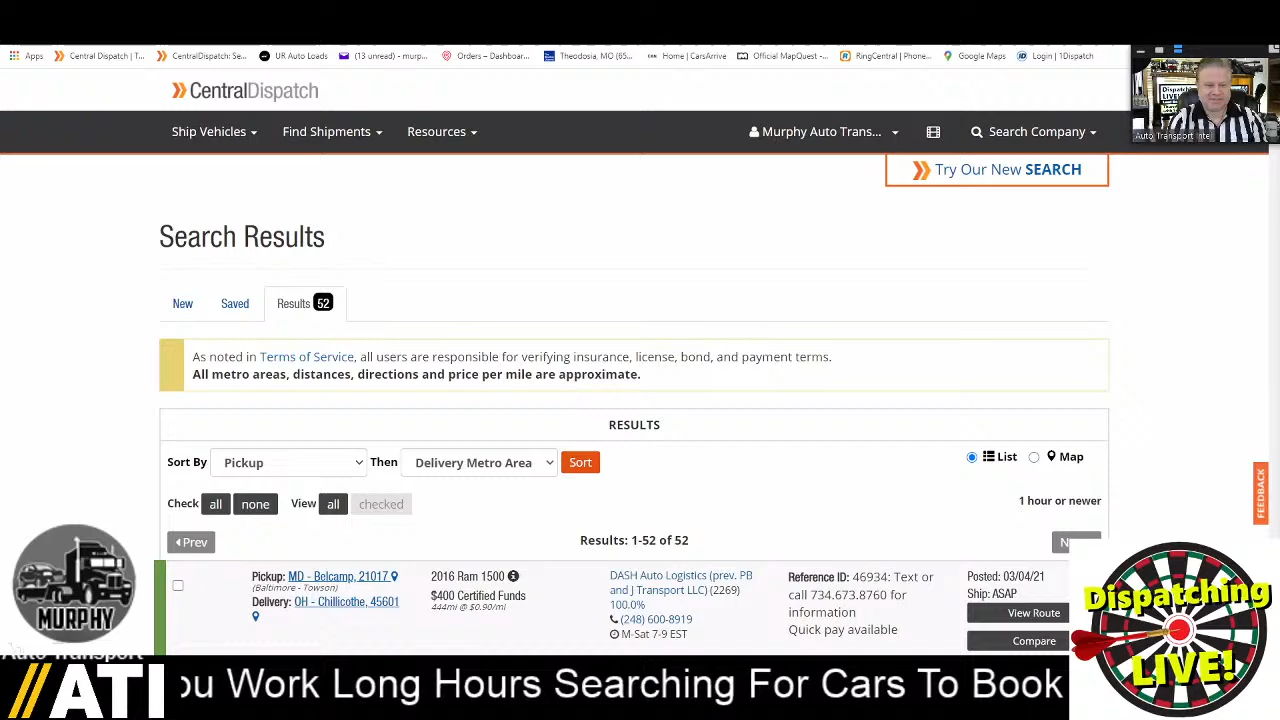 Apps Central Dispatch | T... CentralDispatch: Se... UR Auto Loads (13 unread) - murp... Orders – Dashboar... Theodosia, MO (65... Home | CarsArrive Official MapQuest -... RingCentral | Phone... Google Maps Login | 1Dispatch
CentralDispatch
Ship Vehicles Find Shipments Resources Murphy Auto Trans... Search Company
Auto Transport Inte
Try Our New SEARCH
Search Results
New Saved Results 52
As noted in Terms of Service, all users are responsible for verifying insurance, license, bond, and payment terms.
All metro areas, distances, directions and price per mile are approximate.
RESULTS
Sort By Pickup Then Delivery Metro Area Sort List Map
Check all none View all checked 1 hour or newer
FEEDBACK
Prev Results: 1-52 of 52 N
Pickup: MD - Belcamp, 21017
(Baltimore - Towson)
Delivery: OH - Chillicothe, 45601
2016 Ram 1500
$400 Certified Funds
444mi @ $0.90/mi
DASH Auto Logistics (prev. PB
and J Transport LLC) (2269)
100.0%
(248) 600-8919
M-Sat 7-9 EST
Reference ID: 46934: Text or
call 734.673.8760 for
information
Quick pay available
Posted: 03/04/21
Ship: ASAP
View Route
Compare
MURPHY
Auto Transport
Dispatching
LIVE!
//ATI ou Work Long Hours Searching For Cars To Book